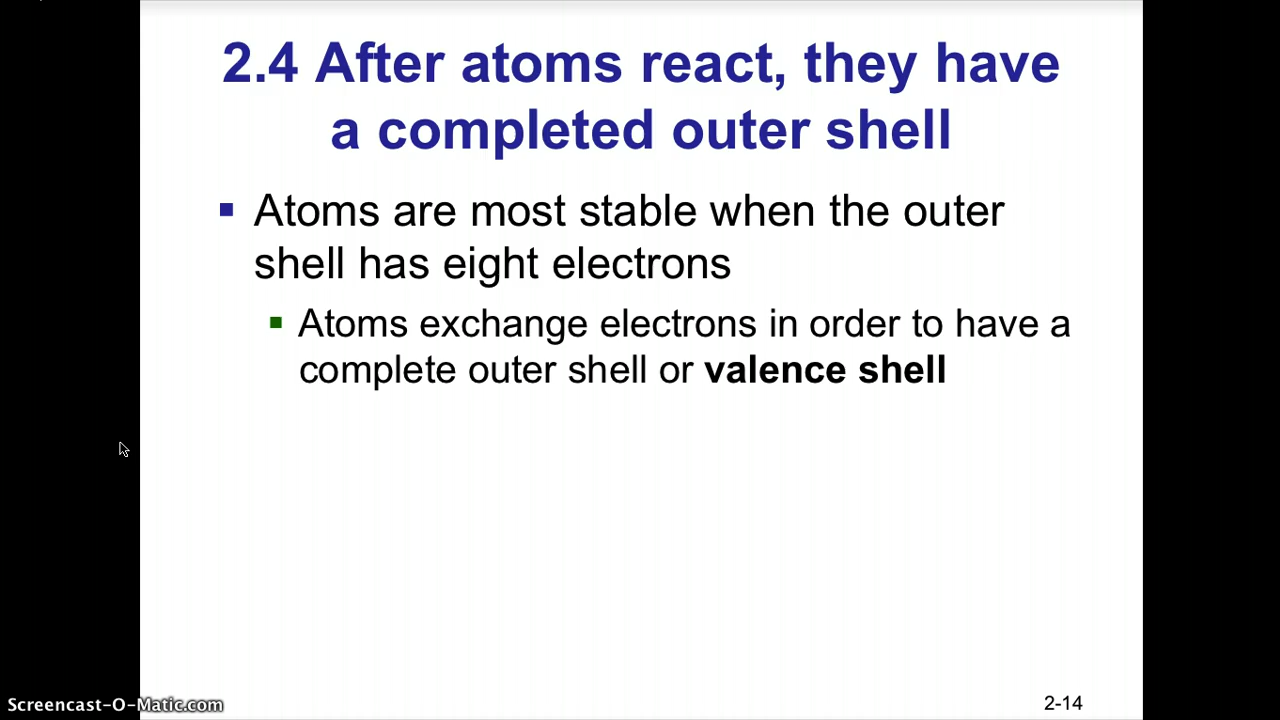 2.4 After atoms react, they have
a completed outer shell
Atoms are most stable when the outer
shell has eight electrons
Atoms exchange electrons in order to have a
complete outer shell or valence shell
Screencast-O-Matic.com
2-14